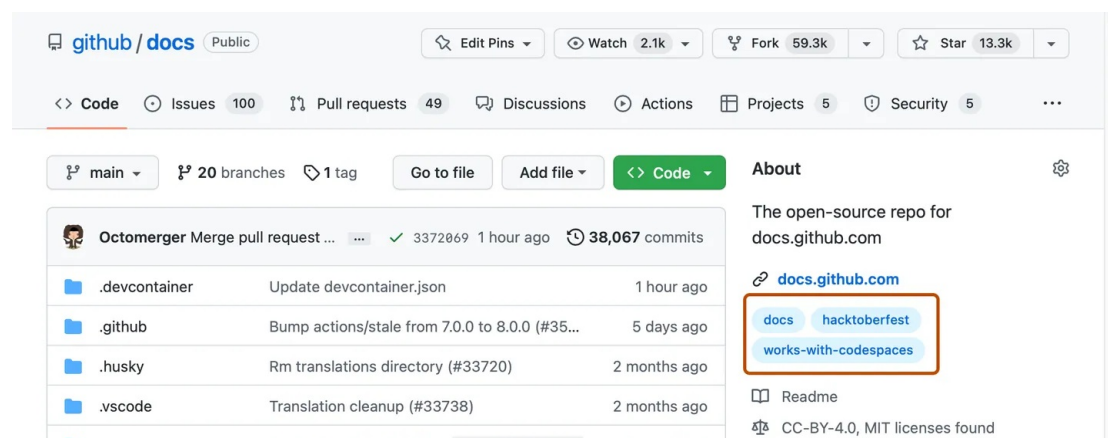 github / docs Public Edit Pins Watch 2.1k Fork 59.3k Star 13.3k
Code Issues 100 Pull requests 49 Discussions Actions Projects 5 Security 5 ...
main 20 branches 1 tag Go to file Add file Code
Octomerger Merge pull request ... ... 3372069 1 hour ago 38,067 commits
.devcontainer Update devcontainer.json 1 hour ago
.github Bump actions/stale from 7.0.0 to 8.0.0 (#35... 5 days ago
.husky Rm translations directory (#33720) 2 months ago
.vscode Translation cleanup (#33738) 2 months ago
About
The open-source repo for
docs.github.com
docs.github.com
docs hacktoberfest
works-with-codespaces
Readme
CC-BY-4.0, MIT licenses found